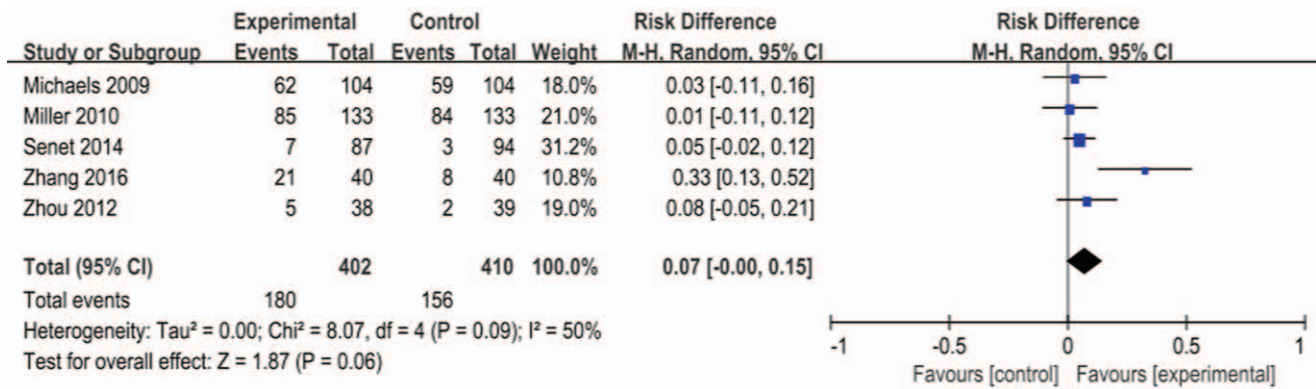 Experimental Control Risk Difference Risk Difference
Study or Subgroup Events Total Events Total Weight M-H, Random, 95% CI M-H, Random, 95% CI
Michaels 2009 62 104 59 104 18.0% 0.03 [-0.11, 0.16]
Miller 2010 85 133 84 133 21.0% 0.01 [-0.11, 0.12]
Senet 2014 7 87 3 94 31.2% 0.05 [-0.02, 0.12]
Zhang 2016 21 40 8 40 10.8% 0.33 [0.13, 0.52]
Zhou 2012 5 38 2 39 19.0% 0.08 [-0.05, 0.21]
Total (95% CI) 402 410 100.0% 0.07 [-0.00, 0.15]
Total events 180 156
Heterogeneity: Tau² = 0.00; Chi² = 8.07, df = 4 (P = 0.09); I² = 50%
Test for overall effect: Z = 1.87 (P = 0.06)
-1 -0.5 0 0.5 1
Favours [control] Favours [experimental]